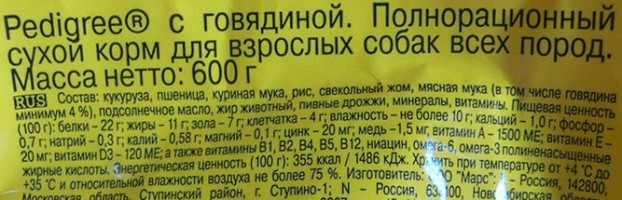 Pedigree® с говядиной. Полнорационный
сухой корм для взрослых собак всех пород.
Масса нетто: 600 г
RUS Состав: кукуруза, пшеница, куриная мука, рис, свекольный жом, мясная мука (в том числе говядина
минимум 4 %), подсолнечное масло, жир животный, пивные дрожжи, минералы, витамины. Пищевая ценность
(100 г): белки – 22 г; жиры – 11 г; зола – 7 г; клетчатка – 4 г; влажность – не более 10 г; кальций – 1,0 г; фосфор –
0,7 г; натрий – 0,3 г; калий – 0,58 г; магний – 0,1 г; цинк – 20 мг; медь – 1,5 мг, витамин А – 1500 МЕ; витамин Е –
20 мг; витамин D3 – 120 МЕ; а также витамины В1, В2, В4, В5, В12, ниацин, омега-6, омега-3 полиненасыщенные
жирные кислоты. Энергетическая ценность (100 г): 355 ккал / 1486 кДж. Хранить при температуре от +4 °C до
+35 °C и относительной влажности воздуха не более 75 %. Изготовитель: ООО "Марс": – Россия, 142800,
Московская область, Ступинский район, г. Ступино-1; N – Россия, Новосибирская область